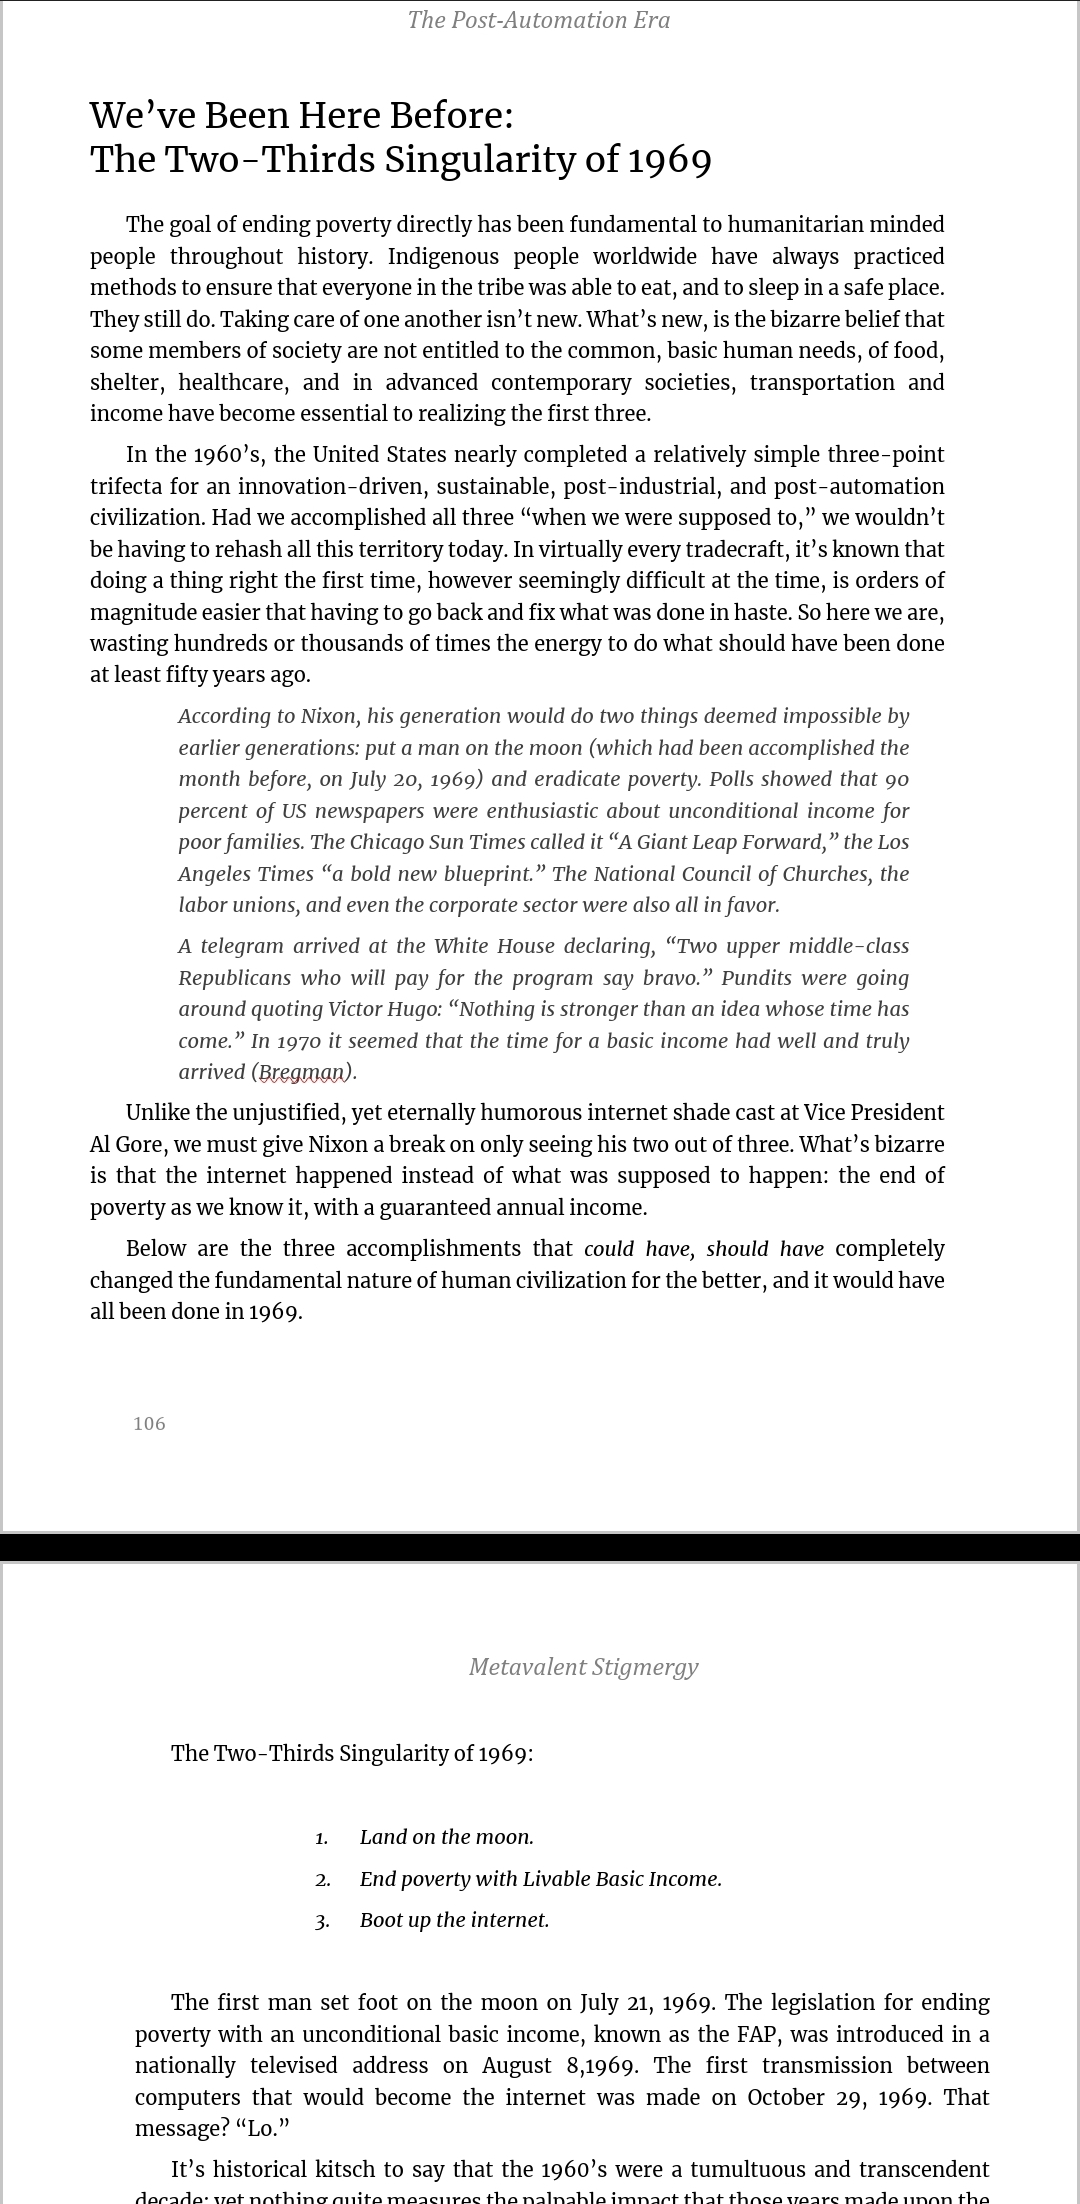 The Post-Automation Era
We’ve Been Here Before:
The Two-Thirds Singularity of 1969
The goal of ending poverty directly has been fundamental to humanitarian minded
people throughout history. Indigenous people worldwide have always practiced
methods to ensure that everyone in the tribe was able to eat, and to sleep in a safe place.
They still do. Taking care of one another isn’t new. What’s new, is the bizarre belief that
some members of society are not entitled to the common, basic human needs, of food,
shelter, healthcare, and in advanced contemporary societies, transportation and
income have become essential to realizing the first three.
In the 1960’s, the United States nearly completed a relatively simple three-point
trifecta for an innovation-driven, sustainable, post-industrial, and post-automation
civilization. Had we accomplished all three “when we were supposed to,” we wouldn’t
be having to rehash all this territory today. In virtually every tradecraft, it’s known that
doing a thing right the first time, however seemingly difficult at the time, is orders of
magnitude easier that having to go back and fix what was done in haste. So here we are,
wasting hundreds or thousands of times the energy to do what should have been done
at least fifty years ago.
According to Nixon, his generation would do two things deemed impossible by
earlier generations: put a man on the moon (which had been accomplished the
month before, on July 20, 1969) and eradicate poverty. Polls showed that 90
percent of US newspapers were enthusiastic about unconditional income for
poor families. The Chicago Sun Times called it “A Giant Leap Forward,” the Los
Angeles Times “a bold new blueprint.” The National Council of Churches, the
labor unions, and even the corporate sector were also all in favor.
A telegram arrived at the White House declaring, “Two upper middle-class
Republicans who will pay for the program say bravo.” Pundits were going
around quoting Victor Hugo: “Nothing is stronger than an idea whose time has
come.” In 1970 it seemed that the time for a basic income had well and truly
arrived (Bregman).
Unlike the unjustified, yet eternally humorous internet shade cast at Vice President
Al Gore, we must give Nixon a break on only seeing his two out of three. What’s bizarre
is that the internet happened instead of what was supposed to happen: the end of
poverty as we know it, with a guaranteed annual income.
Below are the three accomplishments that could have, should have completely
changed the fundamental nature of human civilization for the better, and it would have
all been done in 1969.
106
Metavalent Stigmergy
The Two-Thirds Singularity of 1969:
1. Land on the moon.
2. End poverty with Livable Basic Income.
3. Boot up the internet.
The first man set foot on the moon on July 21, 1969. The legislation for ending
poverty with an unconditional basic income, known as the FAP, was introduced in a
nationally televised address on August 8,1969. The first transmission between
computers that would become the internet was made on October 29, 1969. That
message? “Lo.”
It’s historical kitsch to say that the 1960’s were a tumultuous and transcendent
decade; yet nothing quite measures the palpable impact that those years made upon the